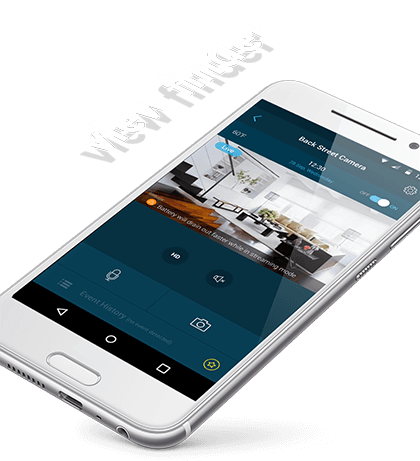 view finder
Back Street Camera
60°F
Live
12:30
OFF
ON
Battery will drain out faster while in streaming mode
HD
Event History